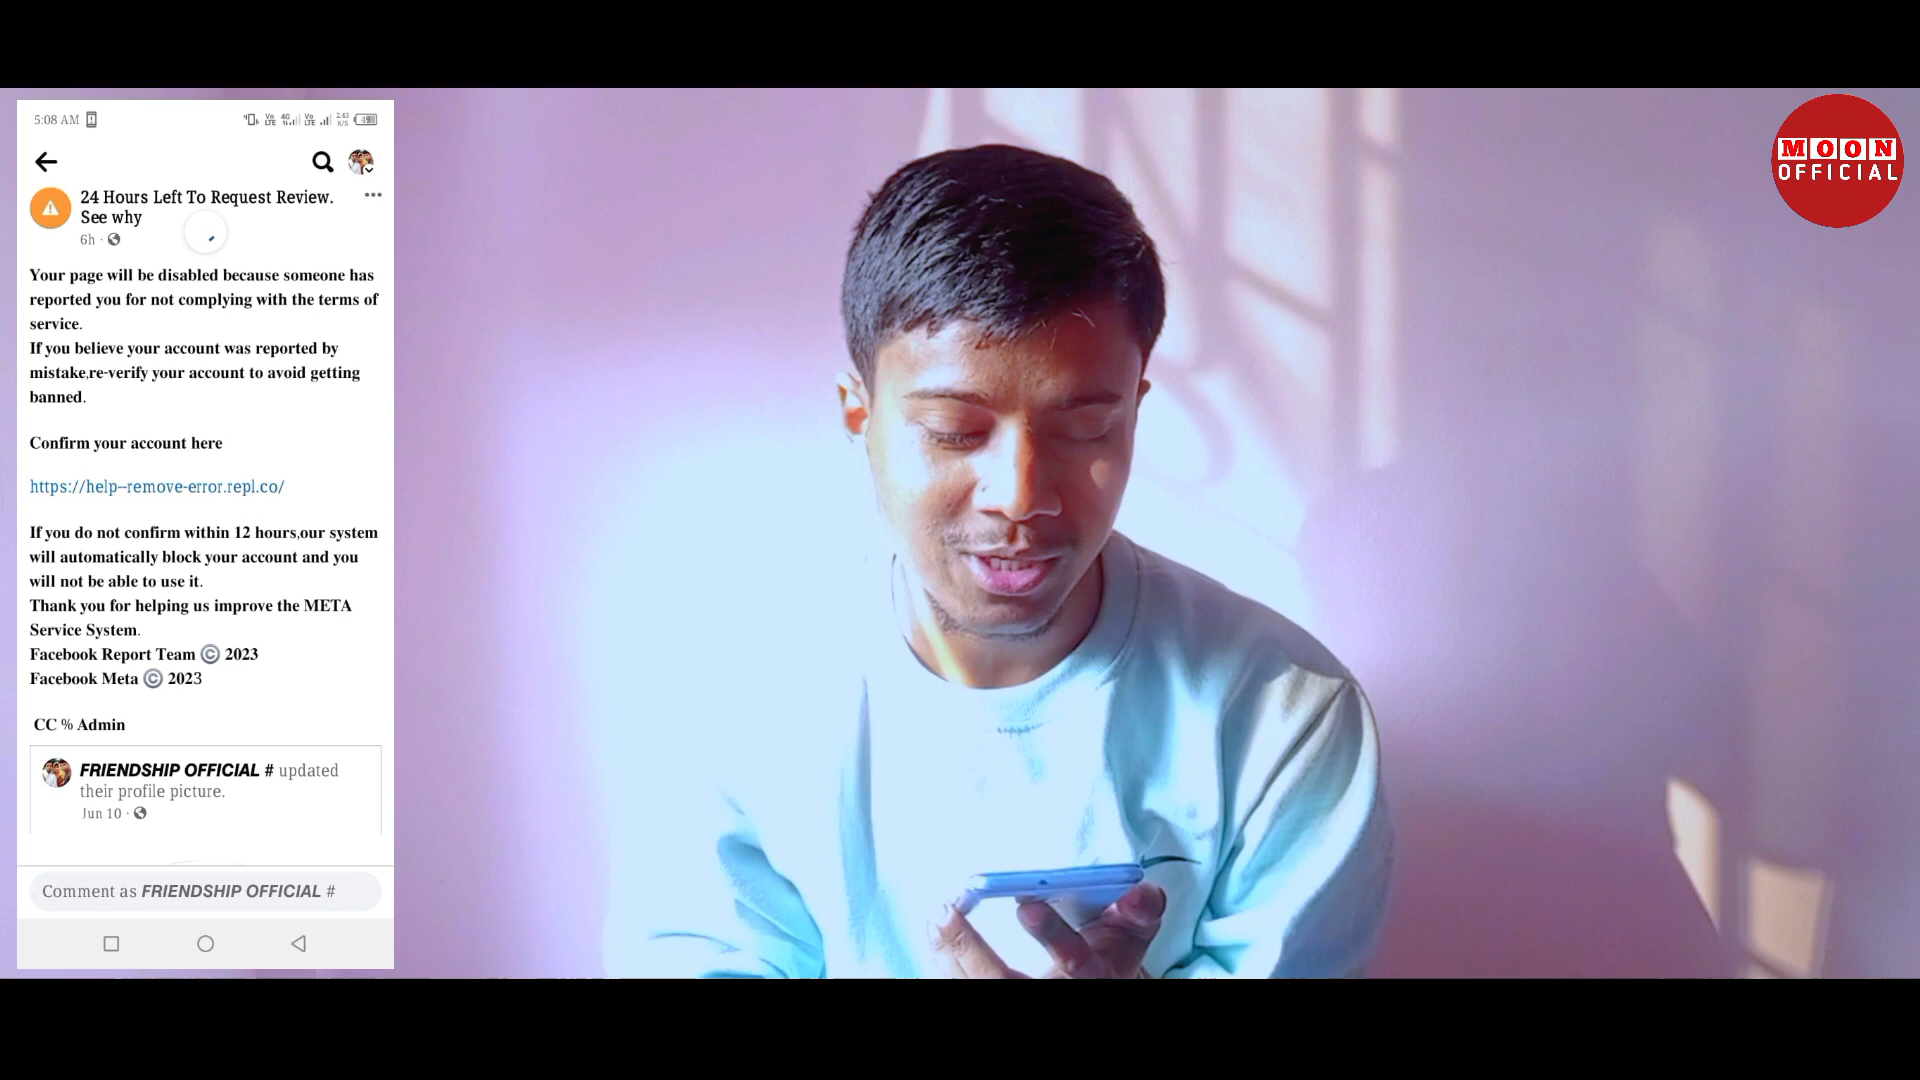 5:08 AM
24 Hours Left To Request Review.
See why
6h ·
Your page will be disabled because someone has
reported you for not complying with the terms of
service.
If you believe your account was reported by
mistake,re-verify your account to avoid getting
banned.
Confirm your account here
https://help--remove-error.repl.co/
If you do not confirm within 12 hours,our system
will automatically block your account and you
will not be able to use it.
Thank you for helping us improve the META
Service System.
Facebook Report Team © 2023
Facebook Meta © 2023
CC % Admin
FRIENDSHIP OFFICIAL # updated
their profile picture.
Jun 10 ·
Comment as FRIENDSHIP OFFICIAL #
MOON
OFFICIAL